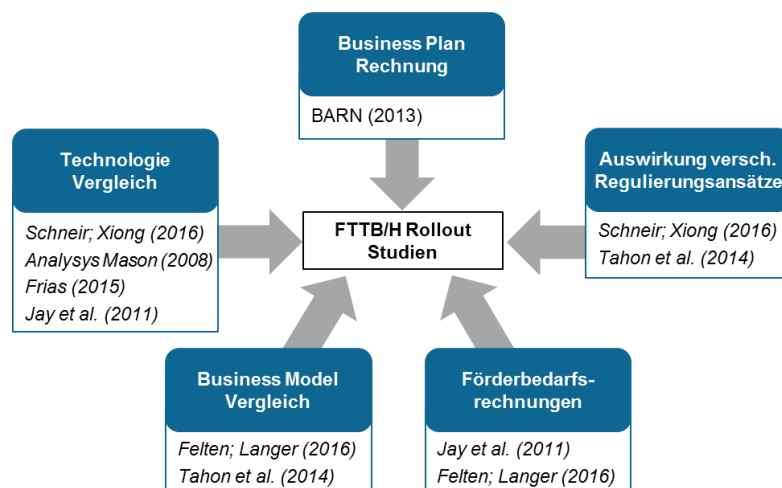 Business Plan
Rechnung
BARN (2013)
Technologie
Vergleich
Schneir; Xiong (2016)
Analysys Mason (2008)
Frias (2015)
Jay et al. (2011)
FTTB/H Rollout
Studien
Auswirkung versch.
Regulierungsansätze
Schneir; Xiong (2016)
Tahon et al. (2014)
Business Model
Vergleich
Felten; Langer (2016)
Tahon et al. (2014)
Förderbedarfs-
rechnungen
Jay et al. (2011)
Felten; Langer (2016)